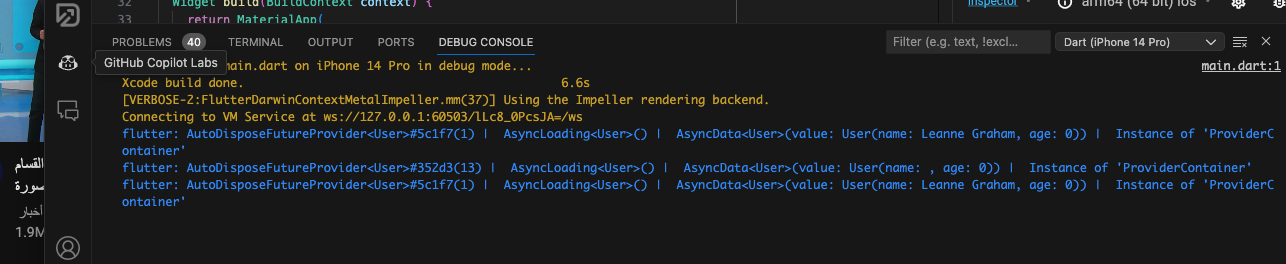 32 Widget build(BuildContext context) {
33 return MaterialApp(
Inspector
arm64 (64 bit) ios
PROBLEMS 40 TERMINAL OUTPUT PORTS DEBUG CONSOLE
Filter (e.g. text, !excl...
Dart (iPhone 14 Pro)
GitHub Copilot Labs
main.dart on iPhone 14 Pro in debug mode...
main.dart:1
Xcode build done. 6.6s
[VERBOSE-2:FlutterDarwinContextMetalImpeller.mm(37)] Using the Impeller rendering backend.
Connecting to VM Service at ws://127.0.0.1:60503/lLc8_0PcsJA=/ws
flutter: AutoDisposeFutureProvider<User>#5c1f7(1) | AsyncLoading<User>() | AsyncData<User>(value: User(name: Leanne Graham, age: 0)) | Instance of 'ProviderC
ontainer'
flutter: AutoDisposeFutureProvider<User>#352d3(13) | AsyncLoading<User>() | AsyncData<User>(value: User(name: , age: 0)) | Instance of 'ProviderContainer'
flutter: AutoDisposeFutureProvider<User>#5c1f7(1) | AsyncLoading<User>() | AsyncData<User>(value: User(name: Leanne Graham, age: 0)) | Instance of 'ProviderC
ontainer'
القسام
صورة
أخبار
1.9M